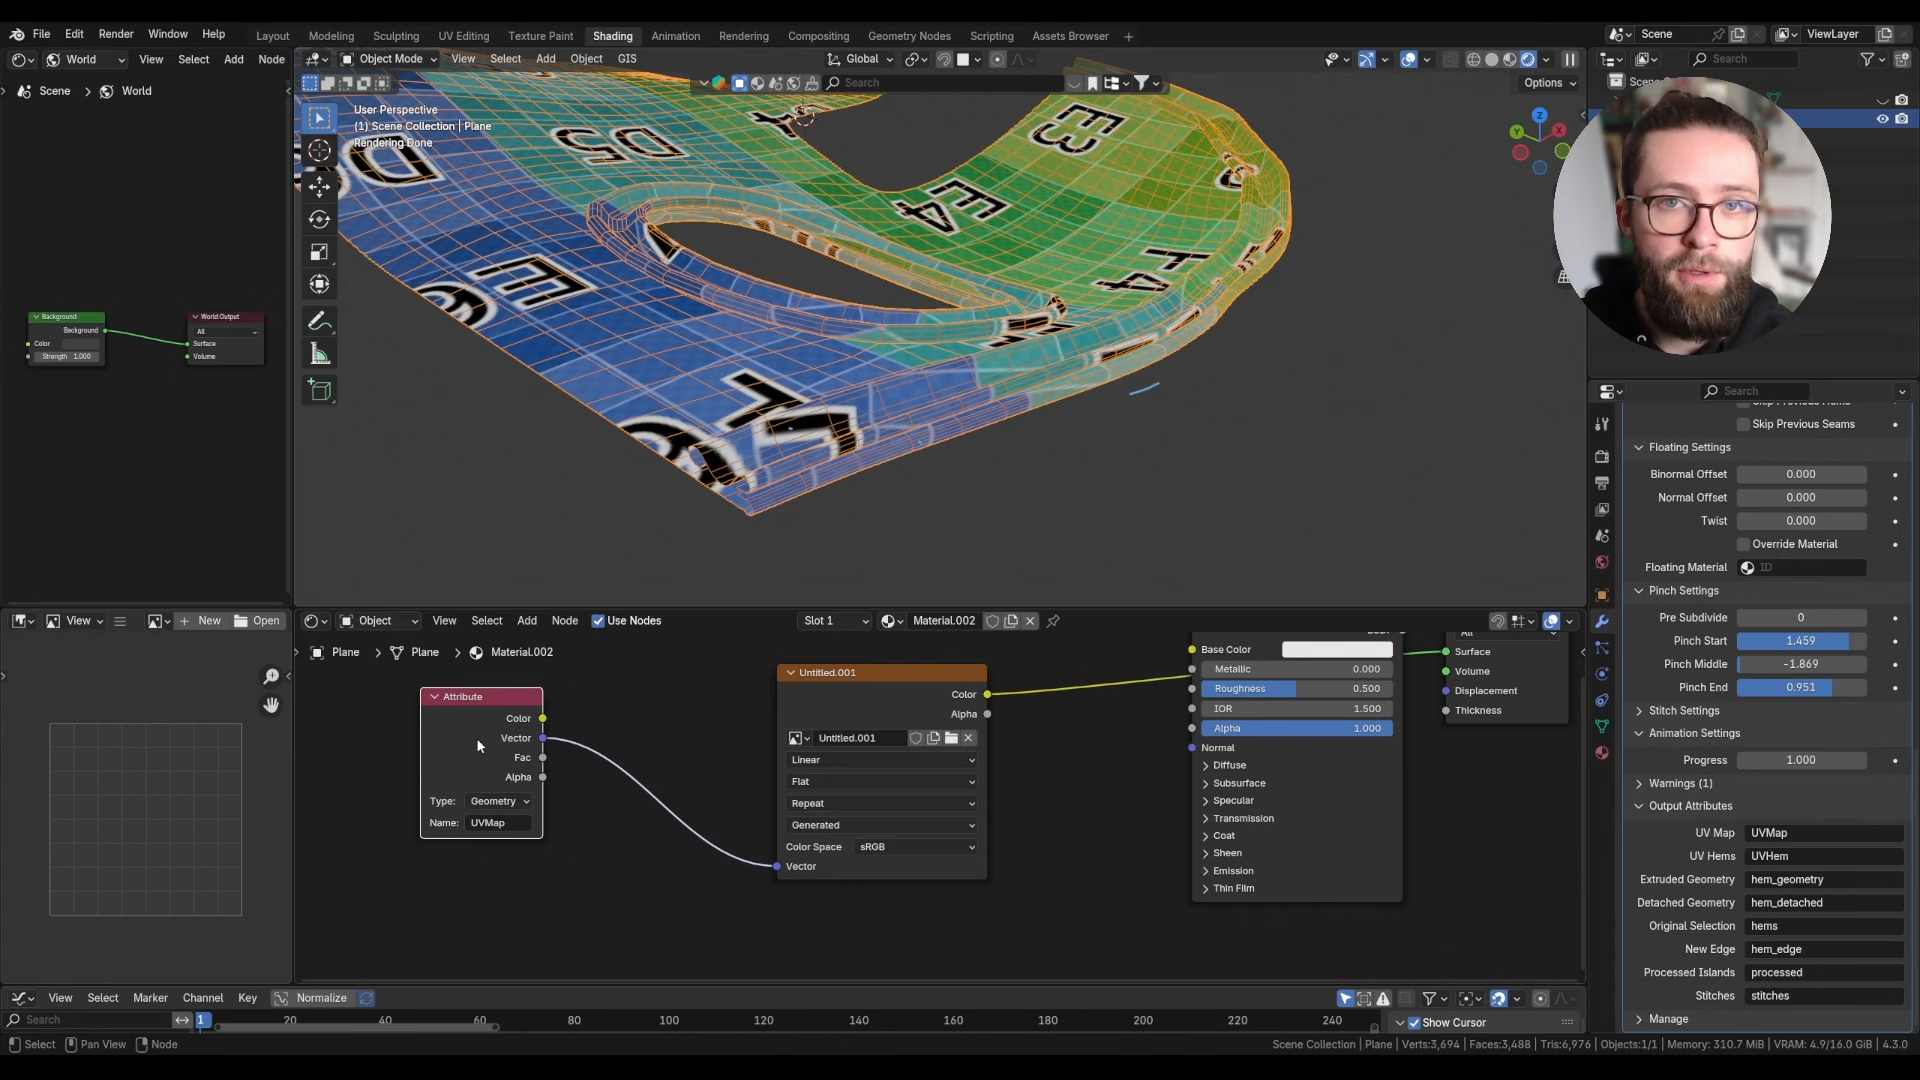 File Edit Render Window Help
Layout Modeling Sculpting UV Editing Texture Paint Shading Animation Rendering Compositing Geometry Nodes Scripting Assets Browser +
Scene ViewLayer
World View Select Add Node
Object Mode View Select Add Object GIS
Global
Search
Scene > World
Search
Options
User Perspective
(1) Scene Collection | Plane
Rendering Done
Z
Y
X
D
D5
E3
E4
E
Background
Background
Color
Strength 1.000
World Output
All
Surface
Volume
Search
Skip Previous Seams
Floating Settings
Binormal Offset 0.000
Normal Offset 0.000
Twist 0.000
Override Material
Floating Material ID
Pinch Settings
Pre Subdivide 0
Pinch Start 1.459
Pinch Middle -1.869
Pinch End 0.951
Stitch Settings
Animation Settings
Progress 1.000
Warnings (1)
Output Attributes
UV Map UVMap
UV Hems UVHem
Extruded Geometry hem_geometry
Detached Geometry hem_detached
Original Selection hems
New Edge hem_edge
Processed Islands processed
Stitches stitches
Manage
View + New Open
Object View Select Add Node Use Nodes Slot 1 Material.002
Plane > Plane > Material.002
Attribute
Color
Vector
Fac
Alpha
Type: Geometry
Name: UVMap
Untitled.001
Color
Alpha
Untitled.001
Linear
Flat
Repeat
Generated
Color Space sRGB
Vector
Base Color
Metallic 0.000
Roughness 0.500
IOR 1.500
Alpha 1.000
Normal
Diffuse
Subsurface
Specular
Transmission
Coat
Sheen
Emission
Thin Film
Surface
Volume
Displacement
Thickness
View Select Marker Channel Key Normalize
Search 1 20 40 60 80 100 120 140 160 180 200 220 240
Show Cursor
Select Pan View Node
Scene Collection | Plane | Verts:3,694 | Faces:3,488 | Tris:6,976 | Objects:1/1 | Memory: 310.7 MiB | VRAM: 4.9/16.0 GiB | 4.3.0